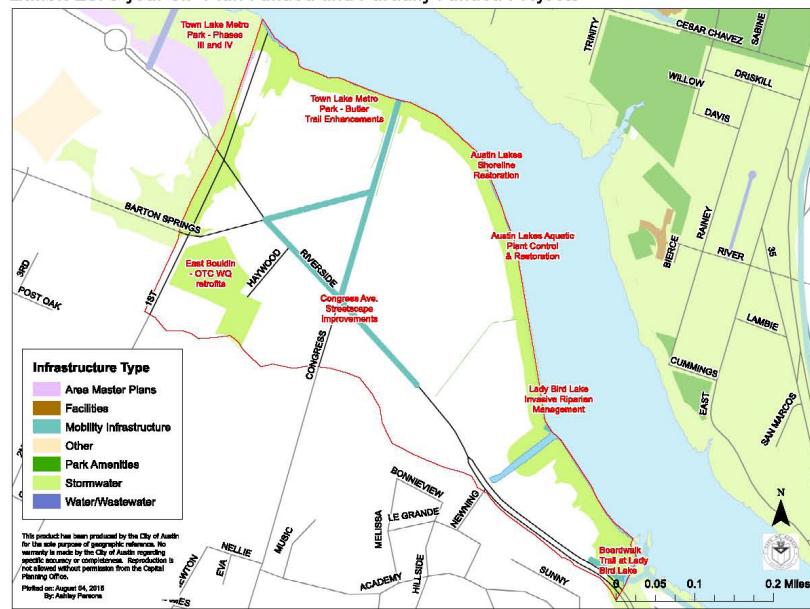 Town Lake Metro
Park - Phases
III and IV
Town Lake Metro
Park - Butler
Trail Enhancements
Austin Lakes
Shoreline
Restoration
Austin Lakes Aquatic
Plant Control
& Restoration
East Bouldin
- OTC WQ
retrofits
Congress Ave.
Streetscape
Improvements
Lady Bird Lake
Invasive Riparian
Management
Boardwalk
Trail at Lady
Bird Lake
TRINITY
CESAR CHAVEZ
SABINE
WILLOW
DRISKILL
DAVIS
RAINEY
BIERCE
RIVER
35
LAMBIE
CUMMINGS
EAST
SAN MARCOS
BARTON SPRINGS
3RD
POST OAK
1ST
HAYWOOD
RIVERSIDE
CONGRESS
BONNIEVIEW
LE GRANDE
MELISSA
NEWNING
HILLSIDE
ACADEMY
SUNNY
MUSIC
NELLIE
EVA
Infrastructure Type
Area Master Plans
Facilities
Mobility Infrastructure
Other
Park Amenities
Stormwater
Water/Wastewater
This product has been produced by the City of Austin
for the sole purpose of geographic reference. No
warranty is made by the City of Austin regarding
specific accuracy or completeness. Reproduction is
not allowed without permission from the Capital
Planning Office.
Plotted on: August 04, 2015
By: Ashley Parsons
N
0 0.05 0.1 0.2 Miles